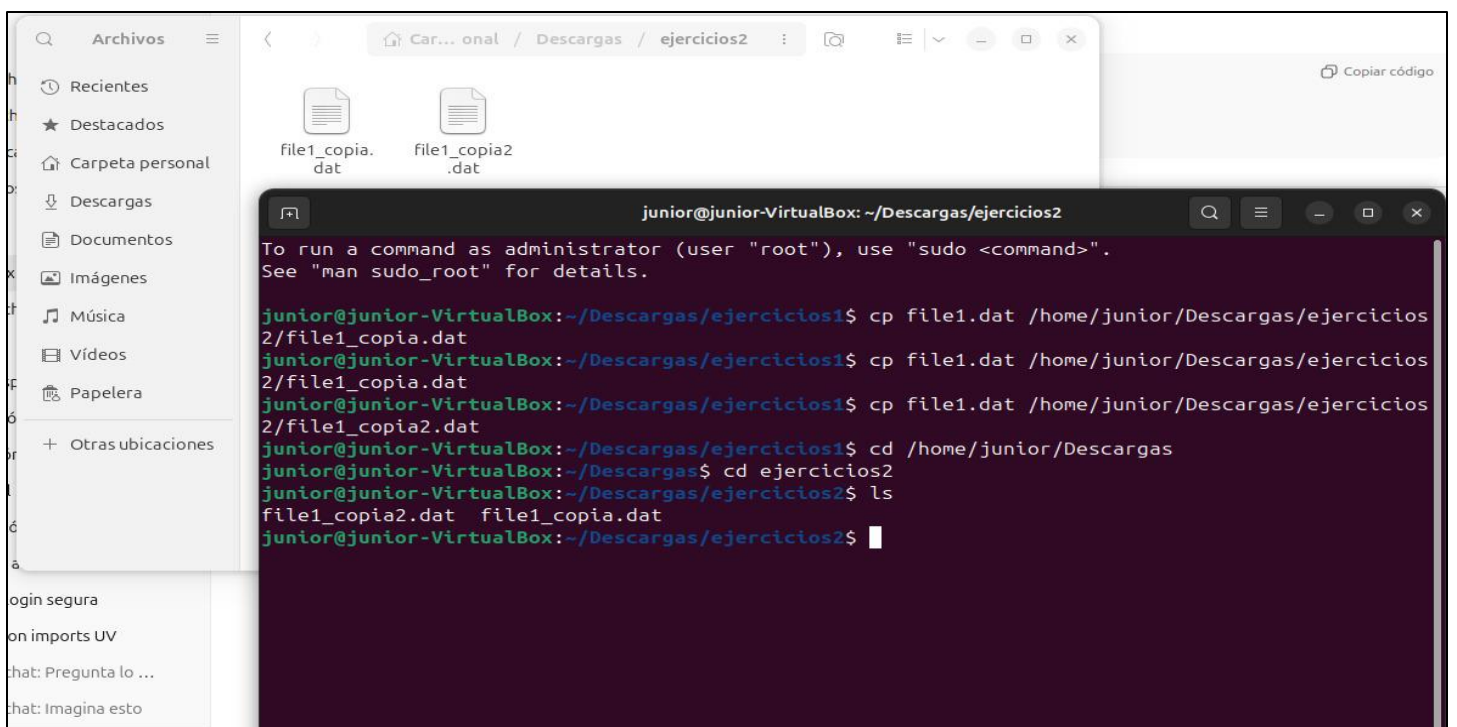 Archivos
Car... onal / Descargas / ejercicios2
Copiar código
Recientes
Destacados
Carpeta personal
Descargas
Documentos
Imágenes
Música
Vídeos
Papelera
+ Otras ubicaciones
file1_copia.
dat
file1_copia2
.dat
junior@junior-VirtualBox: ~/Descargas/ejercicios2
To run a command as administrator (user "root"), use "sudo <command>".
See "man sudo_root" for details.
junior@junior-VirtualBox:~/Descargas/ejercicios1$ cp file1.dat /home/junior/Descargas/ejercicios
2/file1_copia.dat
junior@junior-VirtualBox:~/Descargas/ejercicios1$ cp file1.dat /home/junior/Descargas/ejercicios
2/file1_copia.dat
junior@junior-VirtualBox:~/Descargas/ejercicios1$ cp file1.dat /home/junior/Descargas/ejercicios
2/file1_copia2.dat
junior@junior-VirtualBox:~/Descargas/ejercicios1$ cd /home/junior/Descargas
junior@junior-VirtualBox:~/Descargas$ cd ejercicios2
junior@junior-VirtualBox:~/Descargas/ejercicios2$ ls
file1_copia2.dat  file1_copia.dat
junior@junior-VirtualBox:~/Descargas/ejercicios2$
ogin segura
on imports UV
chat: Pregunta lo ...
chat: Imagina esto